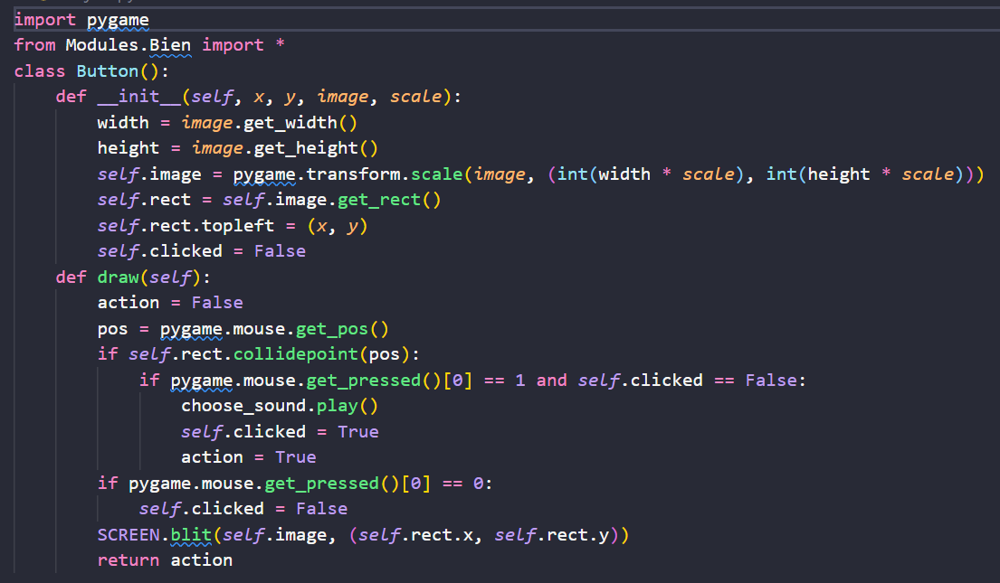 import pygame
from Modules.Bien import *
class Button():
    def __init__(self, x, y, image, scale):
        width = image.get_width()
        height = image.get_height()
        self.image = pygame.transform.scale(image, (int(width * scale), int(height * scale)))
        self.rect = self.image.get_rect()
        self.rect.topleft = (x, y)
        self.clicked = False
    def draw(self):
        action = False
        pos = pygame.mouse.get_pos()
        if self.rect.collidepoint(pos):
            if pygame.mouse.get_pressed()[0] == 1 and self.clicked == False:
                choose_sound.play()
                self.clicked = True
                action = True
        if pygame.mouse.get_pressed()[0] == 0:
            self.clicked = False
        SCREEN.blit(self.image, (self.rect.x, self.rect.y))
        return action